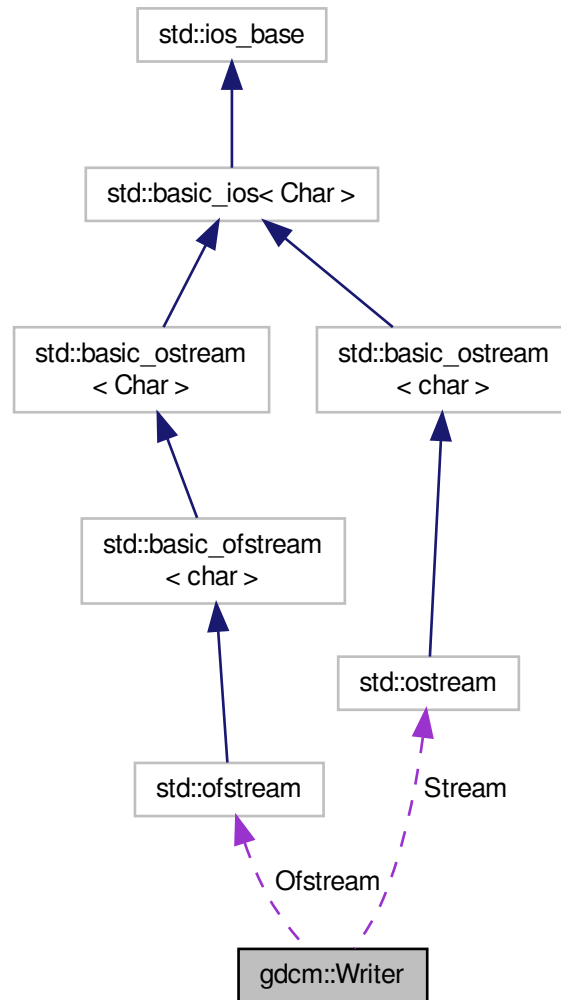 std::ios_base
std::basic_ios< Char >
std::basic_ostream
< Char >
std::basic_ostream
< char >
std::basic_ofstream
< char >
std::ostream
std::ofstream
Stream
Ofstream
gdcm::Writer